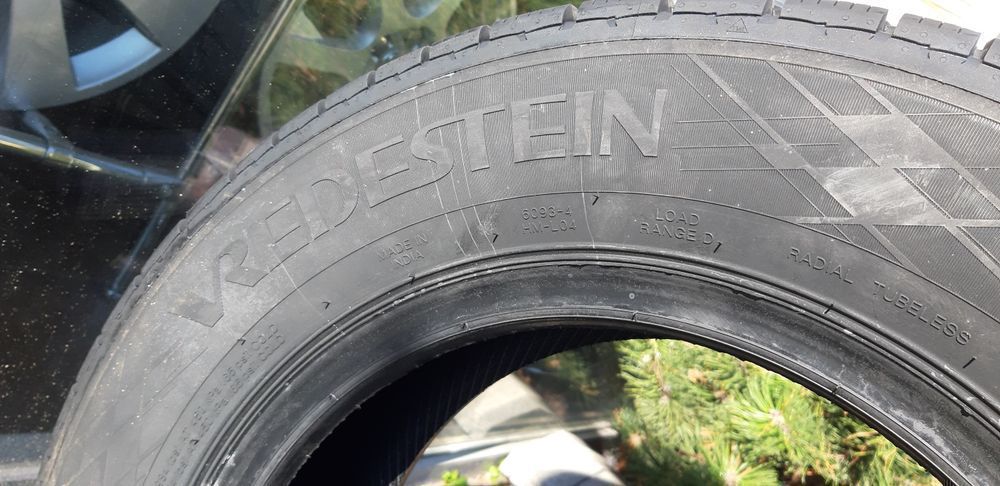 VREDESTEIN
MADE IN
INDIA
6093-4
HM-L04
LOAD
RANGE D
RADIAL TUBELESS